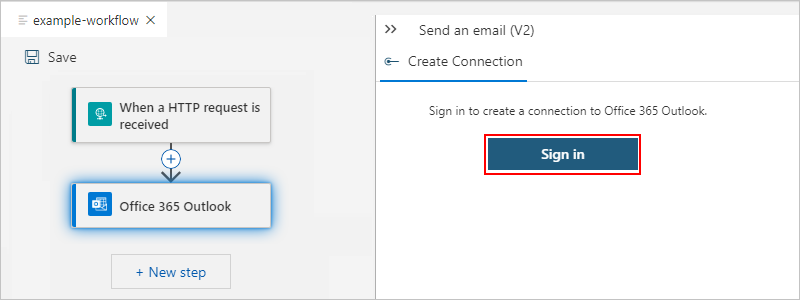 example-workflow
Save
When a HTTP request is
received
Office 365 Outlook
+ New step
Send an email (V2)
Create Connection
Sign in to create a connection to Office 365 Outlook.
Sign in